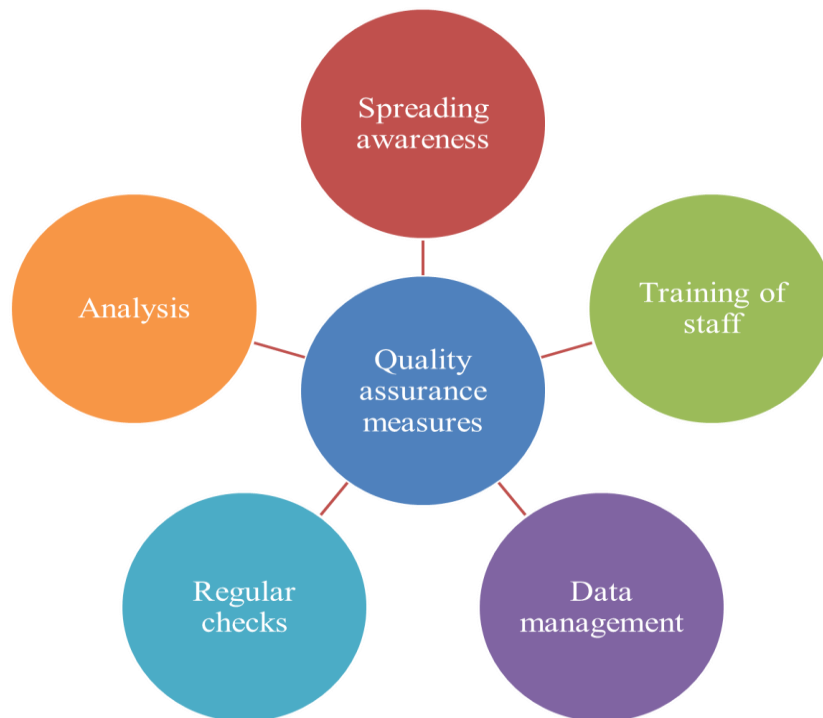 Spreading
awareness
Training of
staff
Data
management
Regular
checks
Analysis
Quality
assurance
measures